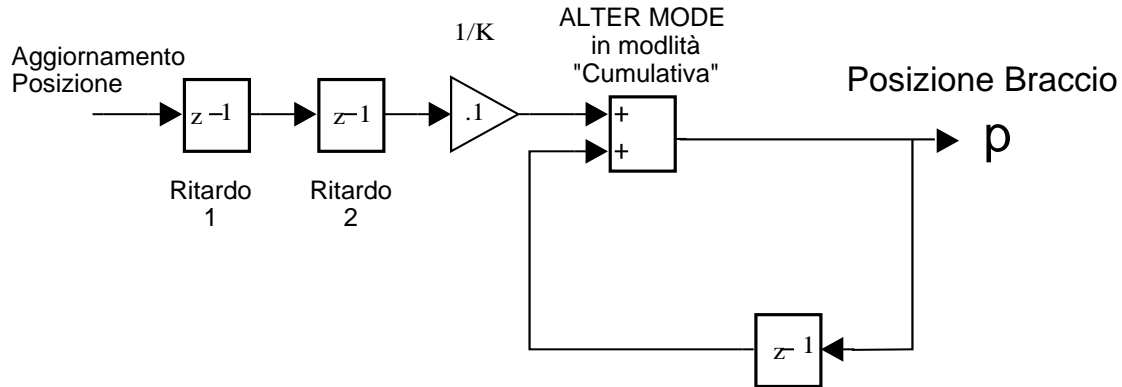 Aggiornamento
Posizione
z-1
Ritardo
1
z-1
Ritardo
2
1/K
.1
ALTER MODE
in modlità
"Cumulativa"
+
+
Posizione Braccio
p
z- 1